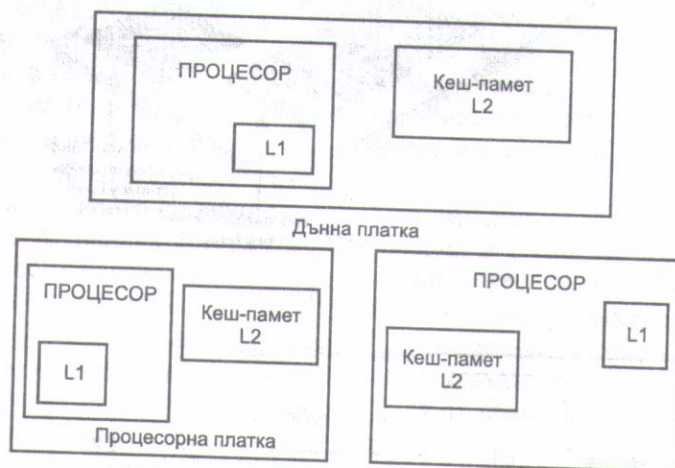 ПРОЦЕСОР
Кеш-памет
L2
L1
Дънна платка
ПРОЦЕСОР
Кеш-памет
L2
L1
Процесорна платка
ПРОЦЕСОР
L1
Кеш-памет
L2